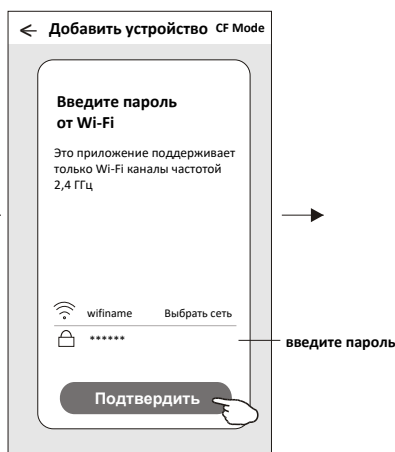 Добавить устройство CF Mode
Введите пароль
от Wi-Fi
Это приложение поддерживает
только Wi-Fi каналы частотой
2,4 ГГц
wifiname Выбрать сеть
******
введите пароль
Подтвердить